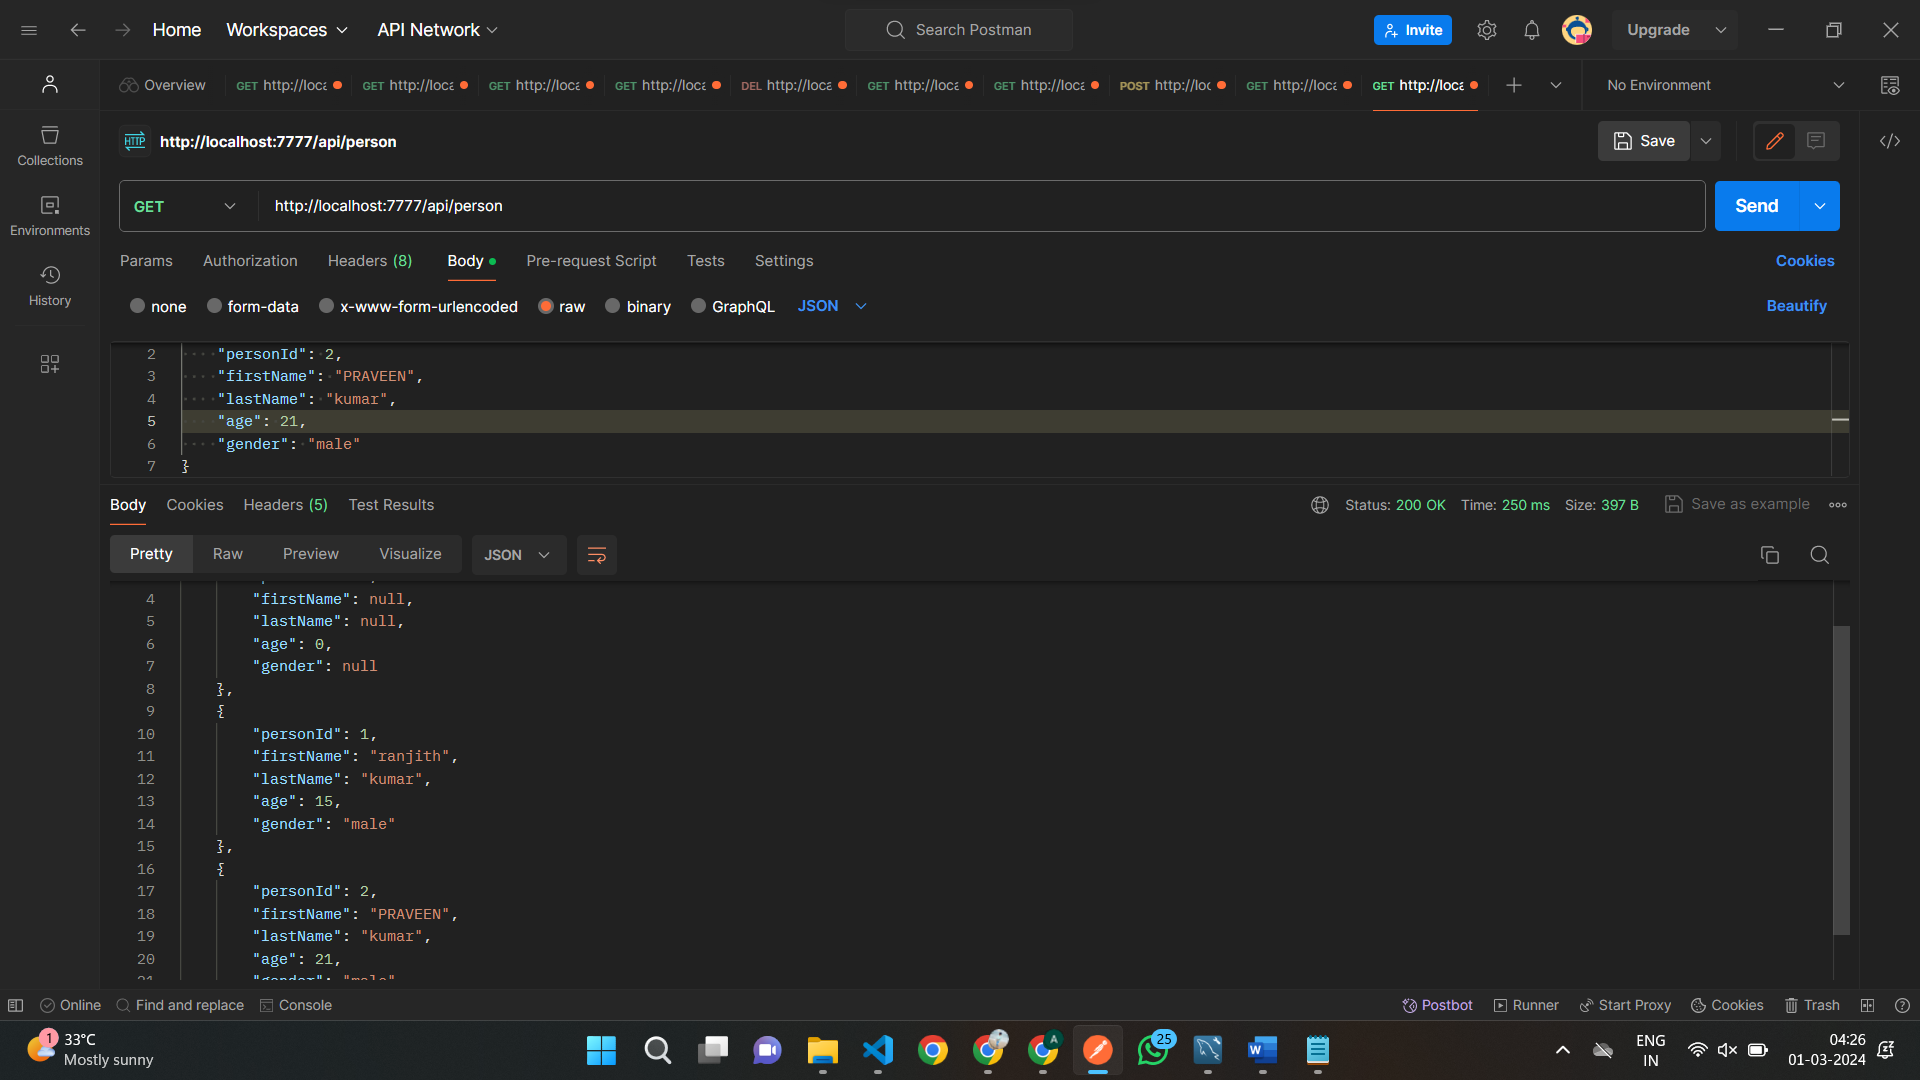 Home Workspaces API Network Search Postman Invite Upgrade
Overview GET http://loca GET http://loca GET http://loca GET http://loca DEL http://loca GET http://loca GET http://loca POST http://loc GET http://loca GET http://loca No Environment
HTTP http://localhost:7777/api/person Save
Collections
Environments
History
GET http://localhost:7777/api/person Send
Params Authorization Headers (8) Body Pre-request Script Tests Settings Cookies
none form-data x-www-form-urlencoded raw binary GraphQL JSON Beautify
2 "personId": 2,
3 "firstName": "PRAVEEN",
4 "lastName": "kumar",
5 "age": 21,
6 "gender": "male"
7 }
Body Cookies Headers (5) Test Results Status: 200 OK Time: 250 ms Size: 397 B Save as example
Pretty Raw Preview Visualize JSON
4 "firstName": null,
5 "lastName": null,
6 "age": 0,
7 "gender": null
8 },
9 {
10 "personId": 1,
11 "firstName": "ranjith",
12 "lastName": "kumar",
13 "age": 15,
14 "gender": "male"
15 },
16 {
17 "personId": 2,
18 "firstName": "PRAVEEN",
19 "lastName": "kumar",
20 "age": 21,
21 "gender": "male"
Online Find and replace Console Postbot Runner Start Proxy Cookies Trash
1 33°C
Mostly sunny
A
25
ENG
IN
04:26
01-03-2024